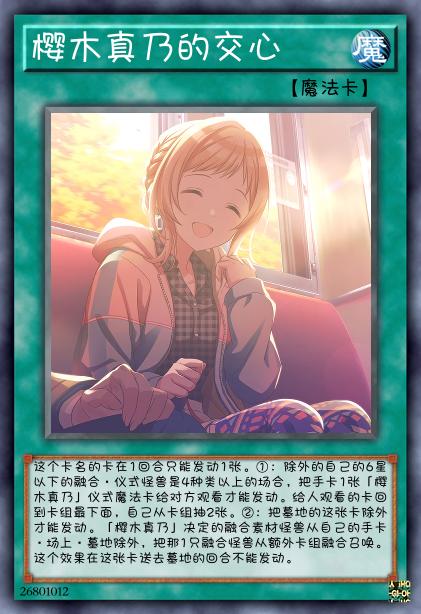 樱木真乃的交心
魔
【魔法卡】
这个卡名的卡在1回合只能发动1张。①：除外的自己的6星
以下的融合·仪式怪兽是4种类以上的场合，把手卡1张「樱
木真乃」仪式魔法卡给对方观看才能发动。给人观看的卡回
到卡组最下面，自己从卡组抽2张。②：把墓地的这张卡除外
才能发动。「樱木真乃」决定的融合素材怪兽从自己的手卡
·场上·墓地除外，把那1只融合怪兽从额外卡组融合召唤。
这个效果在这张卡送去墓地的回合不能发动。
26801012